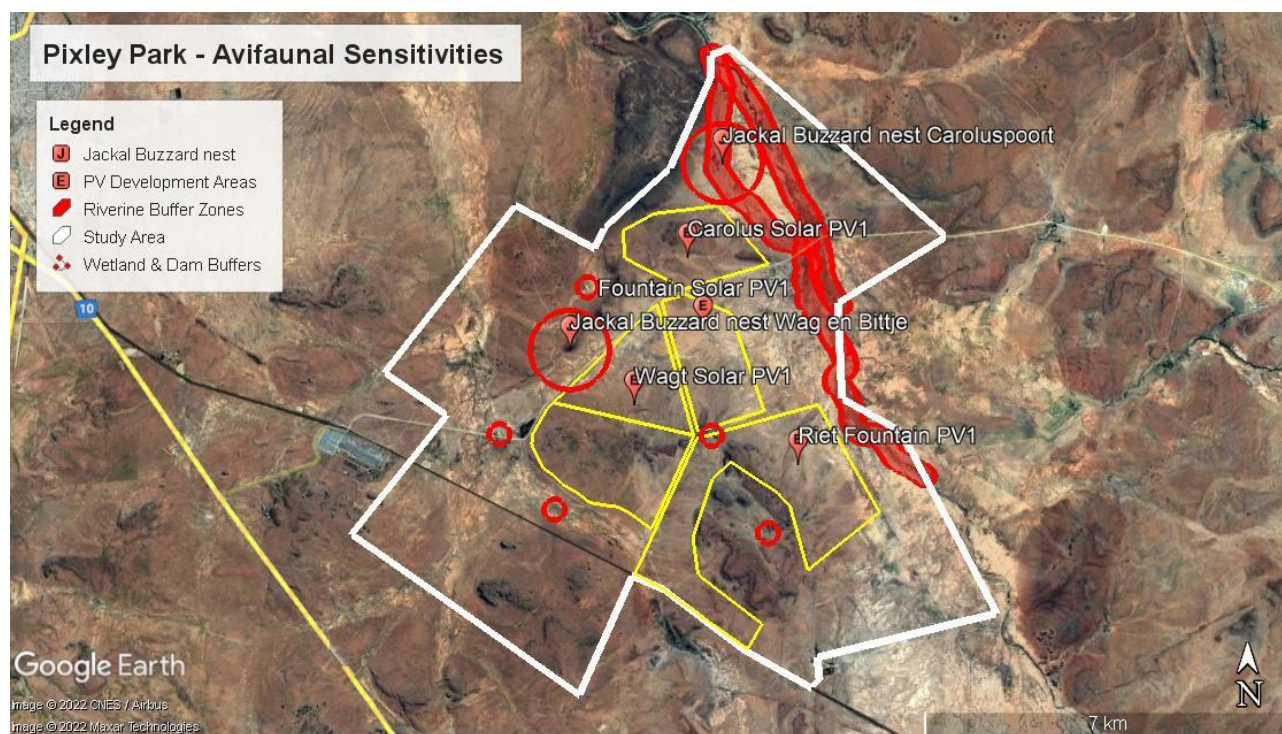 Pixley Park - Avifaunal Sensitivities
Legend
J Jackal Buzzard nest
E PV Development Areas
Riverine Buffer Zones
Study Area
Wetland & Dam Buffers
Jackal Buzzard nest Caroluspoort
Carolus Solar PV1
Fountain Solar PV1
E
10
Jackal Buzzard nest Wag en Bittje
Wagt Solar PV1
Riet Fountain PV1
Google Earth
Image © 2022 CNES / Airbus
Image © 2022 Maxar Technologies
N
7 km